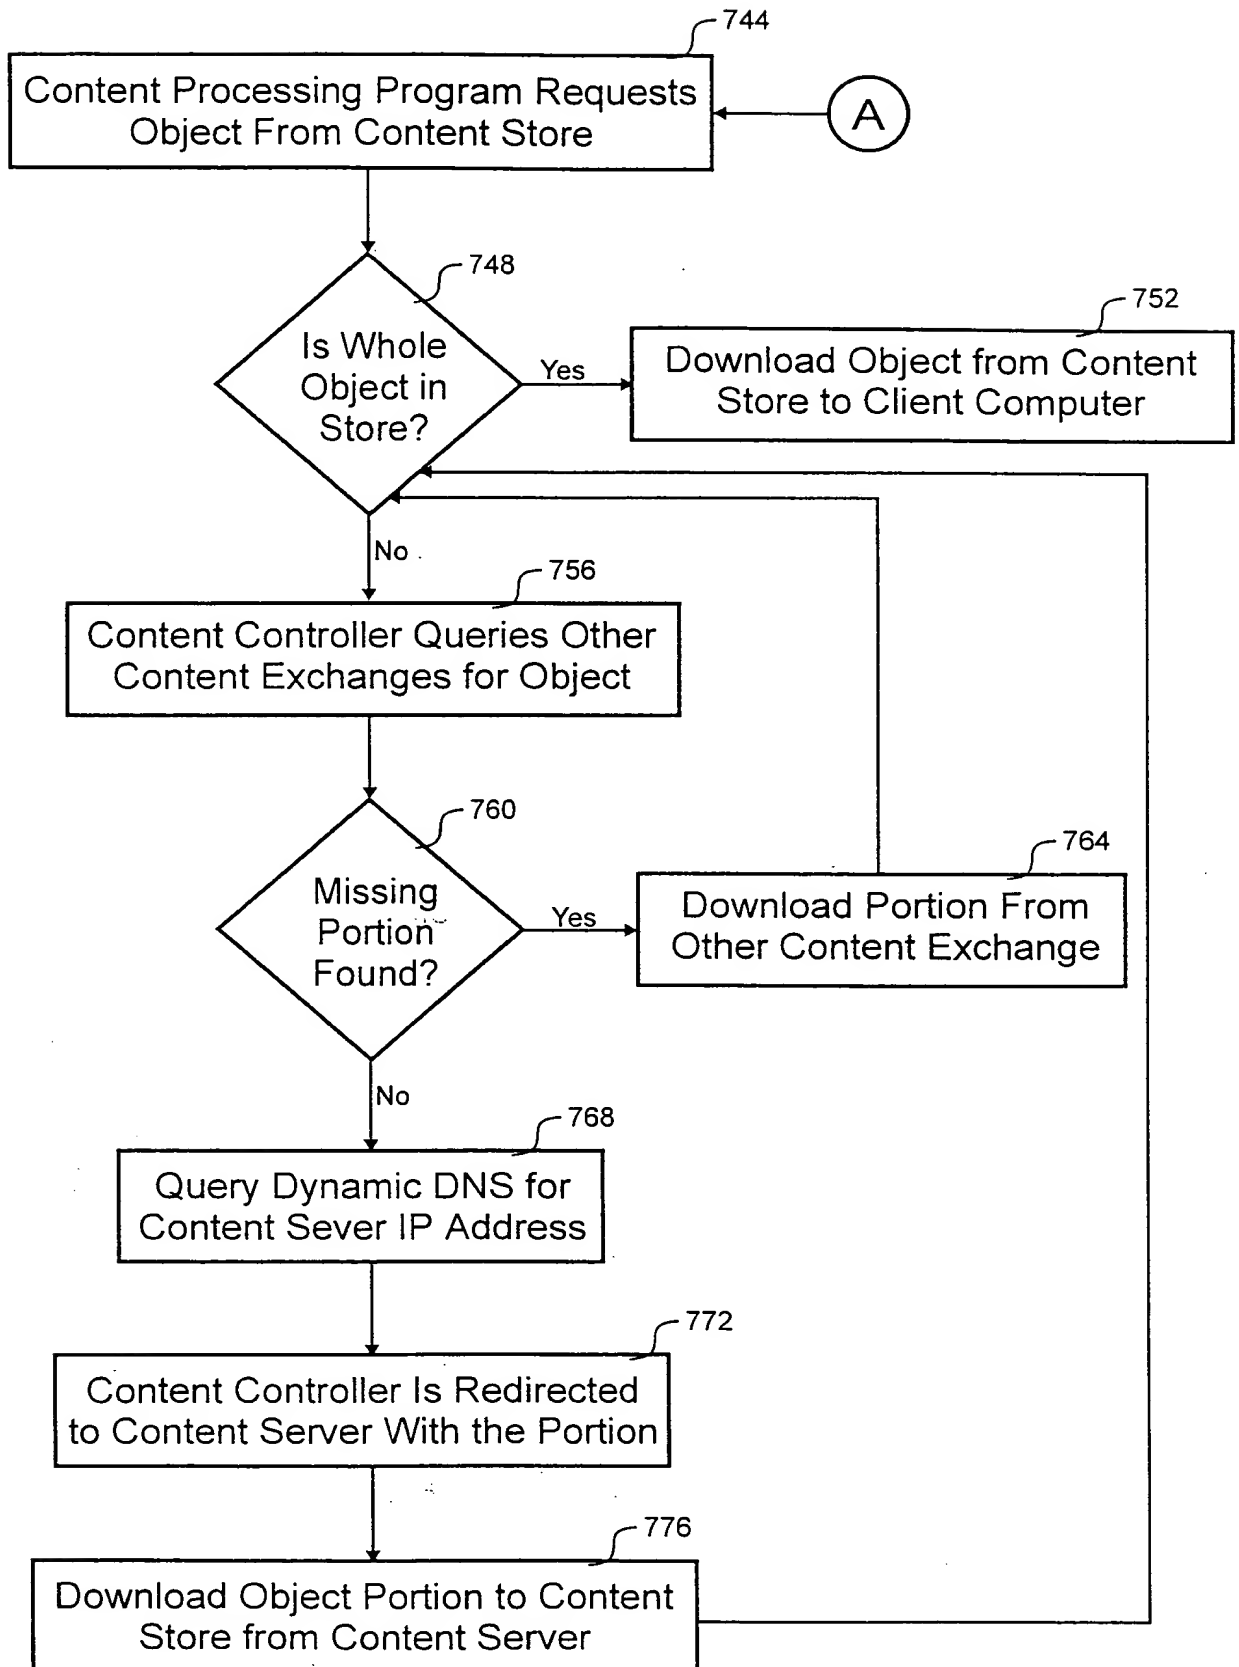 744
Content Processing Program Requests
Object From Content Store
A
748
Is Whole
Object in
Store?
Yes
752
Download Object from Content
Store to Client Computer
No
756
Content Controller Queries Other
Content Exchanges for Object
760
Missing
Portion
Found?
Yes
764
Download Portion From
Other Content Exchange
No
768
Query Dynamic DNS for
Content Sever IP Address
772
Content Controller Is Redirected
to Content Server With the Portion
776
Download Object Portion to Content
Store from Content Server